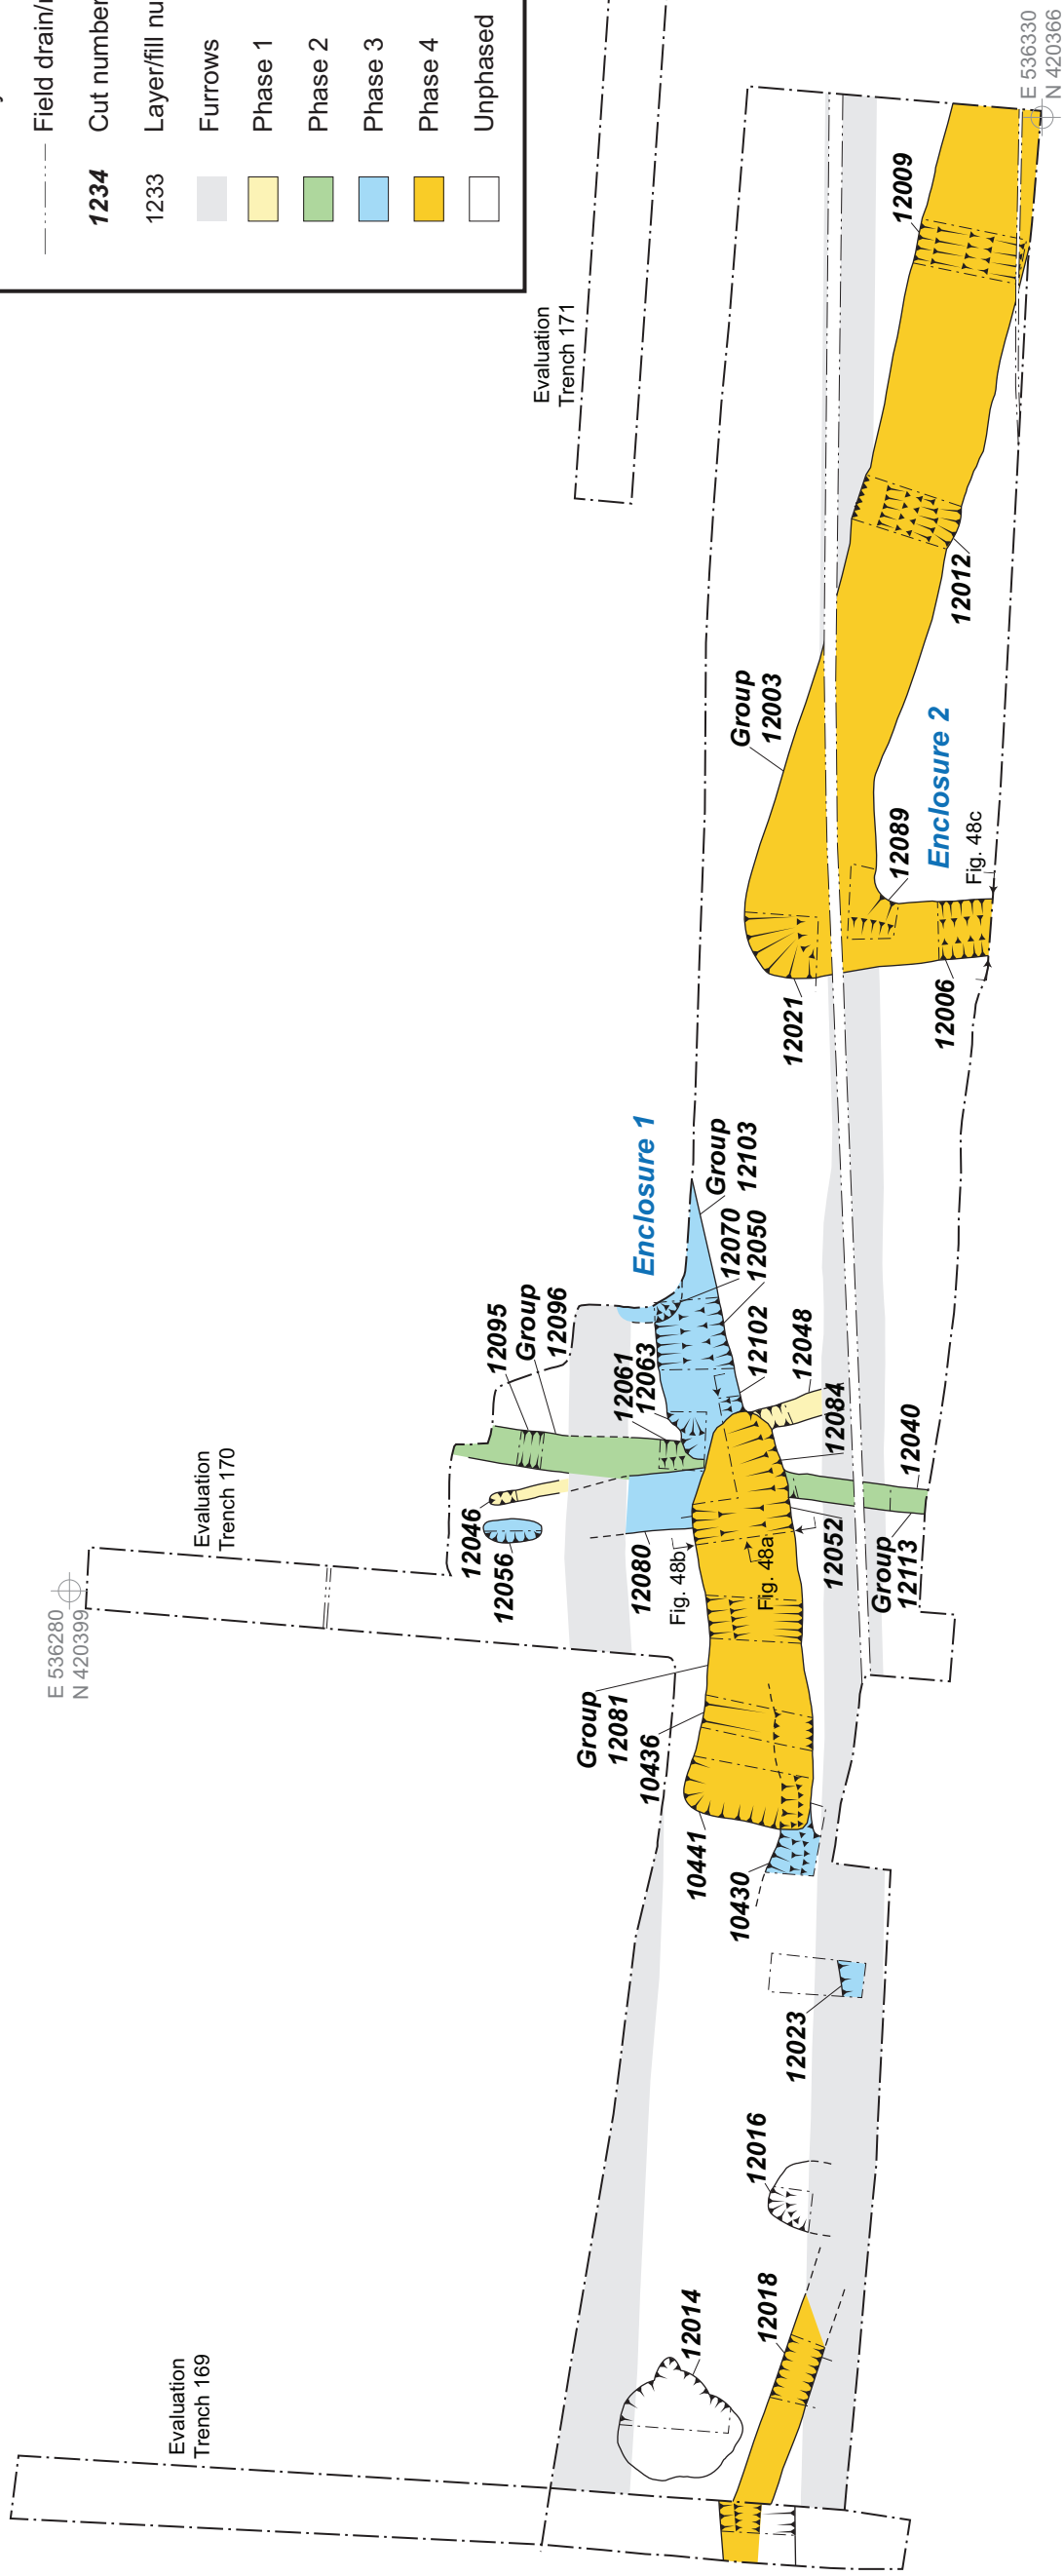 Field drain/
1234 Cut number
1233 Layer/fill
Furrows
Phase 1
Phase 2
Phase 3
Phase 4
Unphased
E 536330
N 420366
Evaluation
Trench 171
12009
12012
Group
12003
12089
Enclosure 2
Fig. 48c
12021
12006
Enclosure 1
Group
12103
12070
12050
12102
12048
12084
12095
Group
12096
12061
12063
12040
Group
12113
12052
Evaluation
Trench 170
12046
12056
12080
Fig. 48b
Fig. 48a
E 536280
N 420399
Group
12081
10436
10441
10430
12023
12016
12018
12014
Evaluation
Trench 169